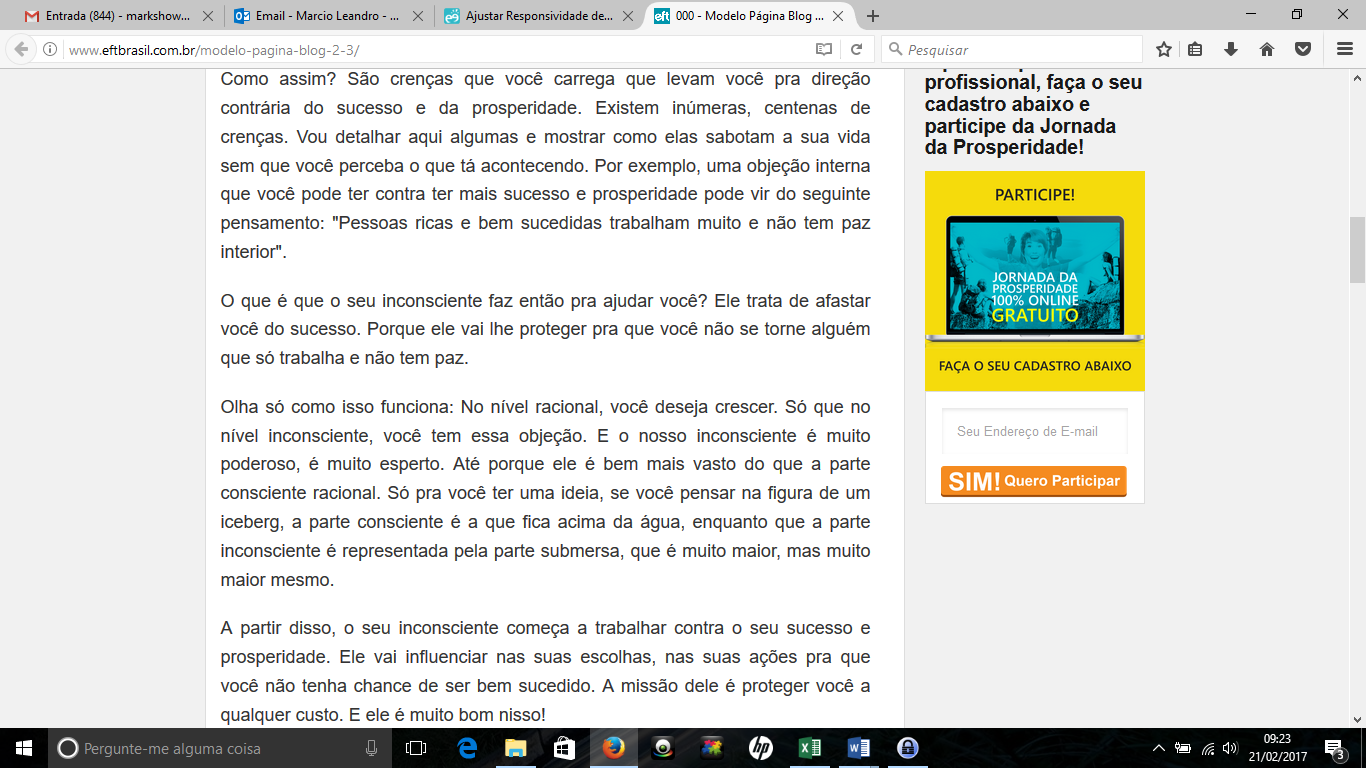 Entrada (844) - markshow...
Email - Marcio Leandro - ...
Ajustar Responsividade de...
000 - Modelo Página Blog ...
www.eftbrasil.com.br/modelo-pagina-blog-2-3/
Pesquisar
Como assim? São crenças que você carrega que levam você pra direção
contrária do sucesso e da prosperidade. Existem inúmeras, centenas de
crenças. Vou detalhar aqui algumas e mostrar como elas sabotam a sua vida
sem que você perceba o que tá acontecendo. Por exemplo, uma objeção interna
que você pode ter contra ter mais sucesso e prosperidade pode vir do seguinte
pensamento: "Pessoas ricas e bem sucedidas trabalham muito e não tem paz
interior".
O que é que o seu inconsciente faz então pra ajudar você? Ele trata de afastar
você do sucesso. Porque ele vai lhe proteger pra que você não se torne alguém
que só trabalha e não tem paz.
Olha só como isso funciona: No nível racional, você deseja crescer. Só que no
nível inconsciente, você tem essa objeção. E o nosso inconsciente é muito
poderoso, é muito esperto. Até porque ele é bem mais vasto do que a parte
consciente racional. Só pra você ter uma ideia, se você pensar na figura de um
iceberg, a parte consciente é a que fica acima da água, enquanto que a parte
inconsciente é representada pela parte submersa, que é muito maior, mas muito
maior mesmo.
A partir disso, o seu inconsciente começa a trabalhar contra o seu sucesso e
prosperidade. Ele vai influenciar nas suas escolhas, nas suas ações pra que
você não tenha chance de ser bem sucedido. A missão dele é proteger você a
qualquer custo. E ele é muito bom nisso!
profissional, faça o seu
cadastro abaixo e
participe da Jornada
da Prosperidade!
PARTICIPE!
JORNADA DA
PROSPERIDADE
100% ONLINE
GRATUITO
FAÇA O SEU CADASTRO ABAIXO
Seu Endereço de E-mail
SIM! Quero Participar
Pergunte-me alguma coisa
09:23
21/02/2017
3